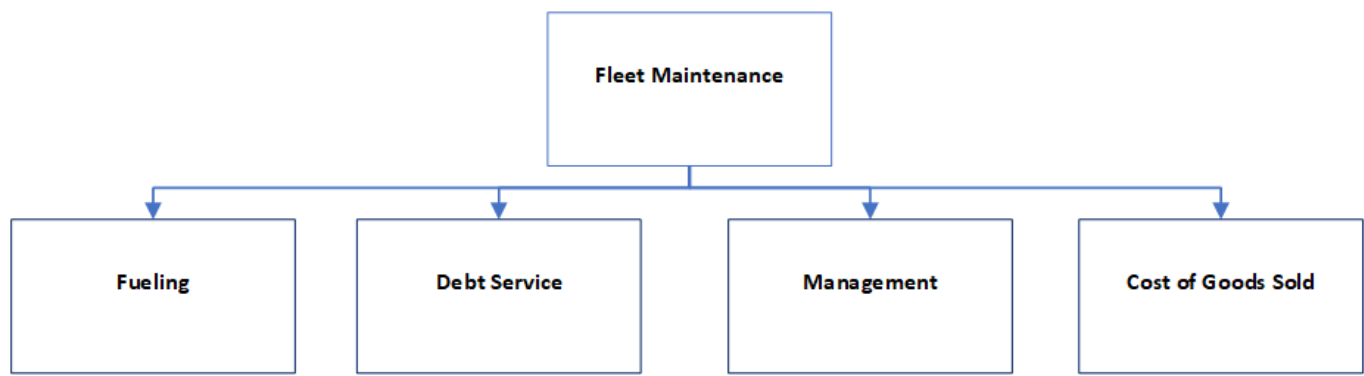 Fleet Maintenance
Fueling
Debt Service
Management
Cost of Goods Sold